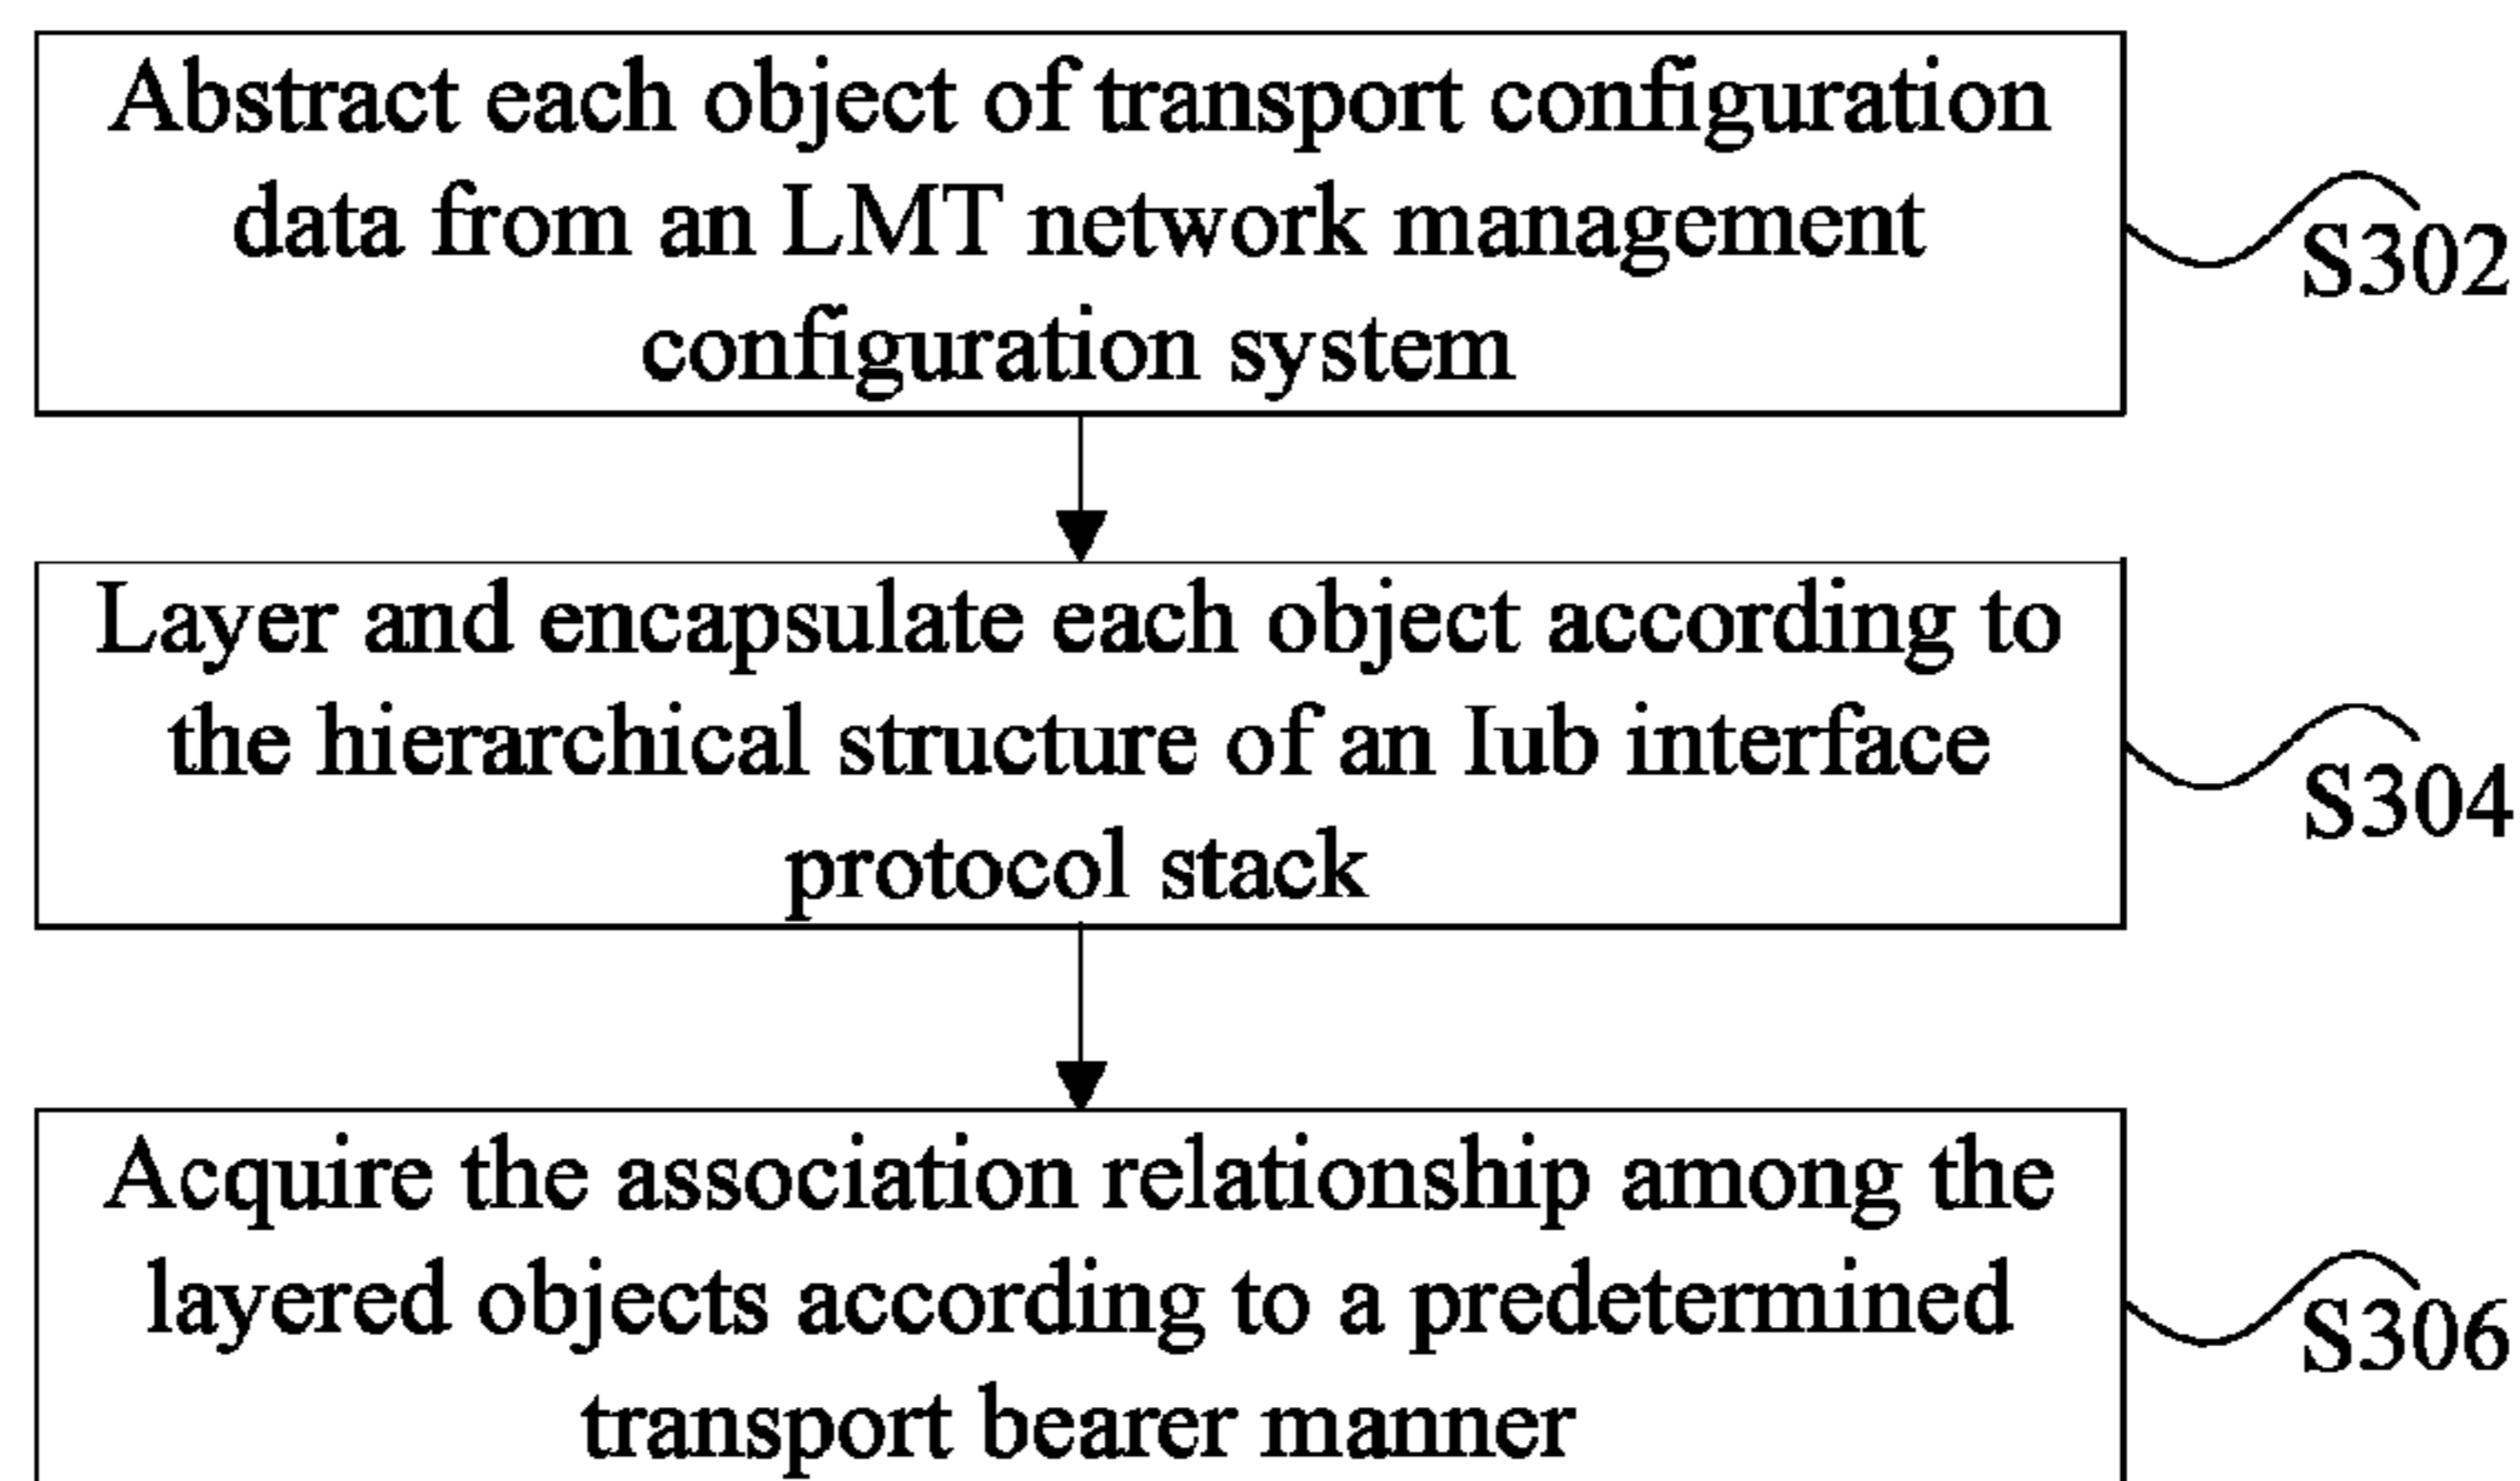 Abstract each object of transport configuration
data from an LMT network management
configuration system
S302
Layer and encapsulate each object according to
the hierarchical structure of an Iub interface
protocol stack
S304
Acquire the association relationship among the
layered objects according to a predetermined
transport bearer manner
S306